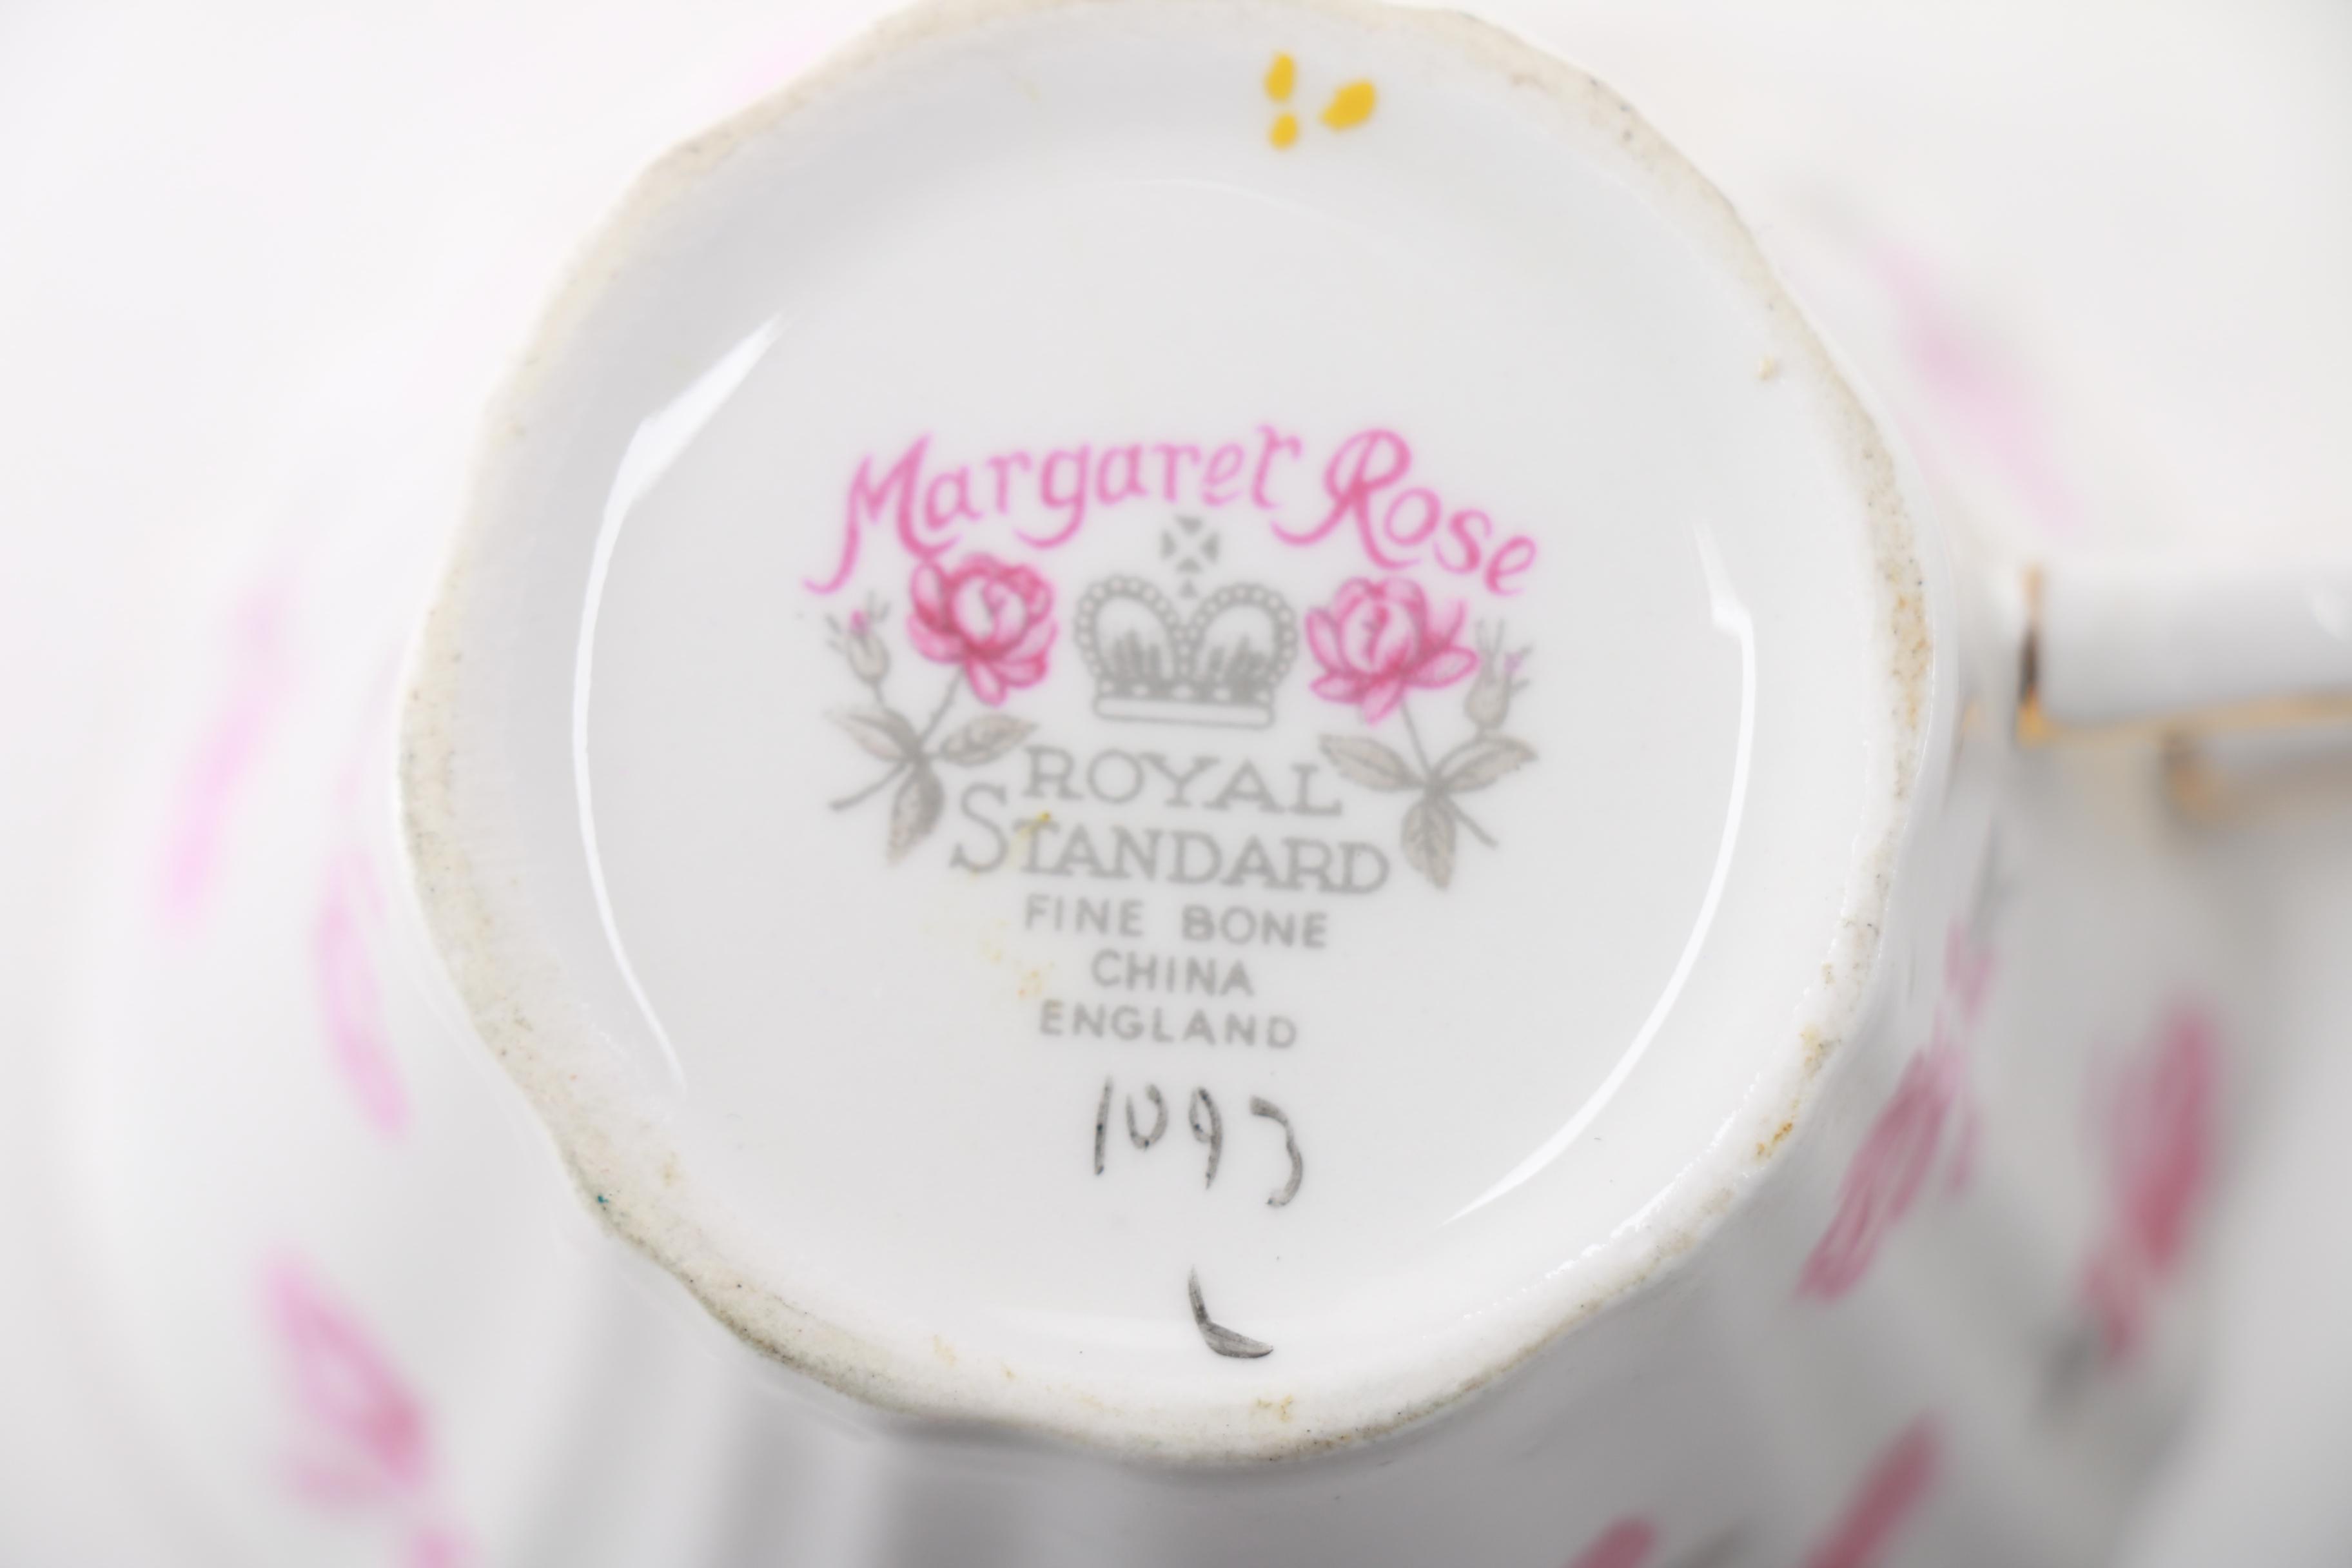 Margaret Rose
ROYAL
STANDARD
FINE BONE
CHINA
ENGLAND
1093